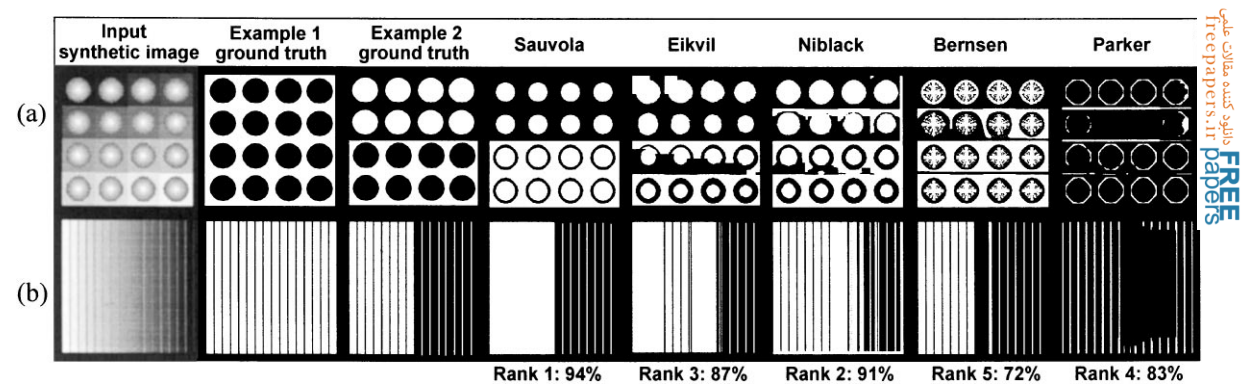 Input
synthetic image
Example 1
ground truth
Example 2
ground truth
Sauvola
Eikvil
Niblack
Bernsen
Parker
(a)
(b)
Rank 1: 94%
Rank 3: 87%
Rank 2: 91%
Rank 5: 72%
Rank 4: 83%
دانلود کننده مقالات علمی
freepapers.ir
FREE
papers